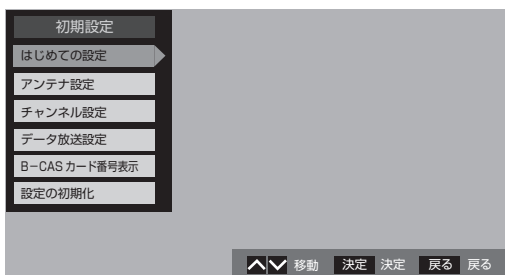 初期設定
はじめての設定
アンテナ設定
チャンネル設定
データ放送設定
B-CASカード番号表示
設定の初期化
移動 決定 決定 戻る 戻る